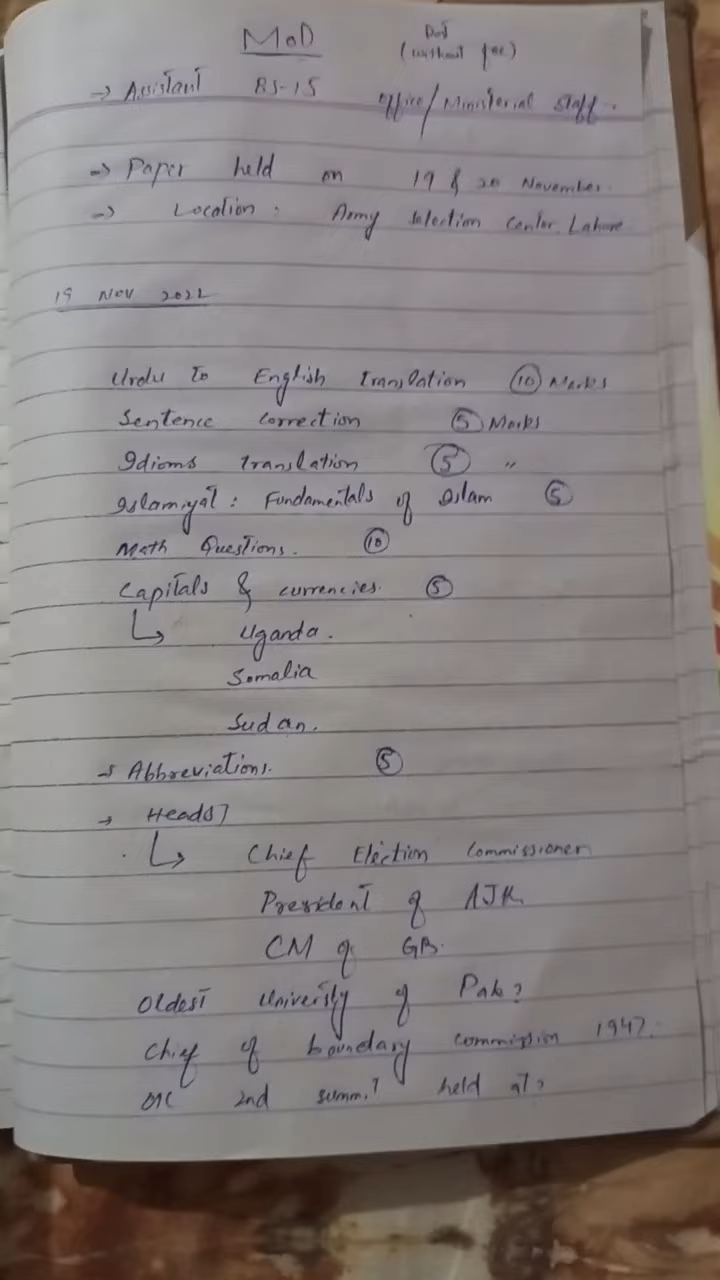 MoD
(without fee)
→ Assistant BS-15 office/Ministerial staff.
→ Paper held on 19 & 20 November.
→ Location: Army Selection Center Lahore
19 Nov 2022
Urdu to English Translation (10) Marks
Sentence correction (5) Marks
Idioms translation (5) "
Islamiyat: Fundamentals of Islam (5)
Math Questions. (10)
Capitals & currencies. (5)
↳ Uganda.
Somalia
Sudan.
→ Abbreviations. (5)
→ Heads]
↳ Chief Election Commissioner
President of AJK
CM of GB.
Oldest University of Pak?
Chief of boundary commission 1947.
OIC 2nd summit held at?